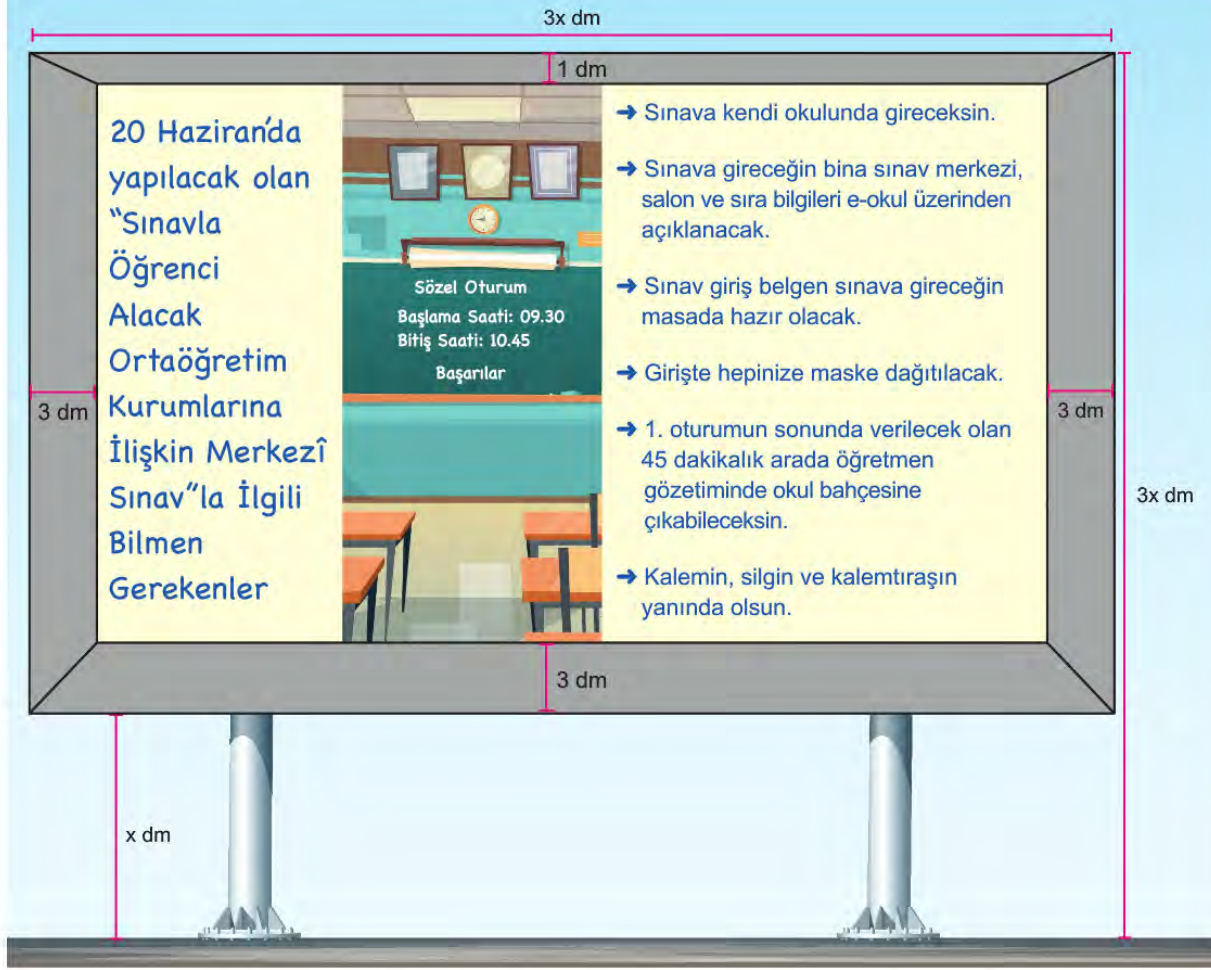 3x dm
1 dm
20 Haziran'da
yapılacak olan
"Sınavla
Öğrenci
Alacak
Ortaöğretim
Kurumlarına
İlişkin Merkezî
Sınav"la İlgili
Bilmen
Gerekenler
Sözel Oturum
Başlama Saati: 09.30
Bitiş Saati: 10.45
Başarılar
➜ Sınava kendi okulunda gireceksin.
➜ Sınava gireceğin bina sınav merkezi,
salon ve sıra bilgileri e-okul üzerinden
açıklanacak.
➜ Sınav giriş belgen sınava gireceğin
masada hazır olacak.
➜ Girişte hepinize maske dağıtılacak.
➜ 1. oturumun sonunda verilecek olan
45 dakikalık arada öğretmen
gözetiminde okul bahçesine
çıkabileceksin.
➜ Kalemin, silgin ve kalemtıraşın
yanında olsun.
3 dm
3 dm
3x dm
3 dm
x dm